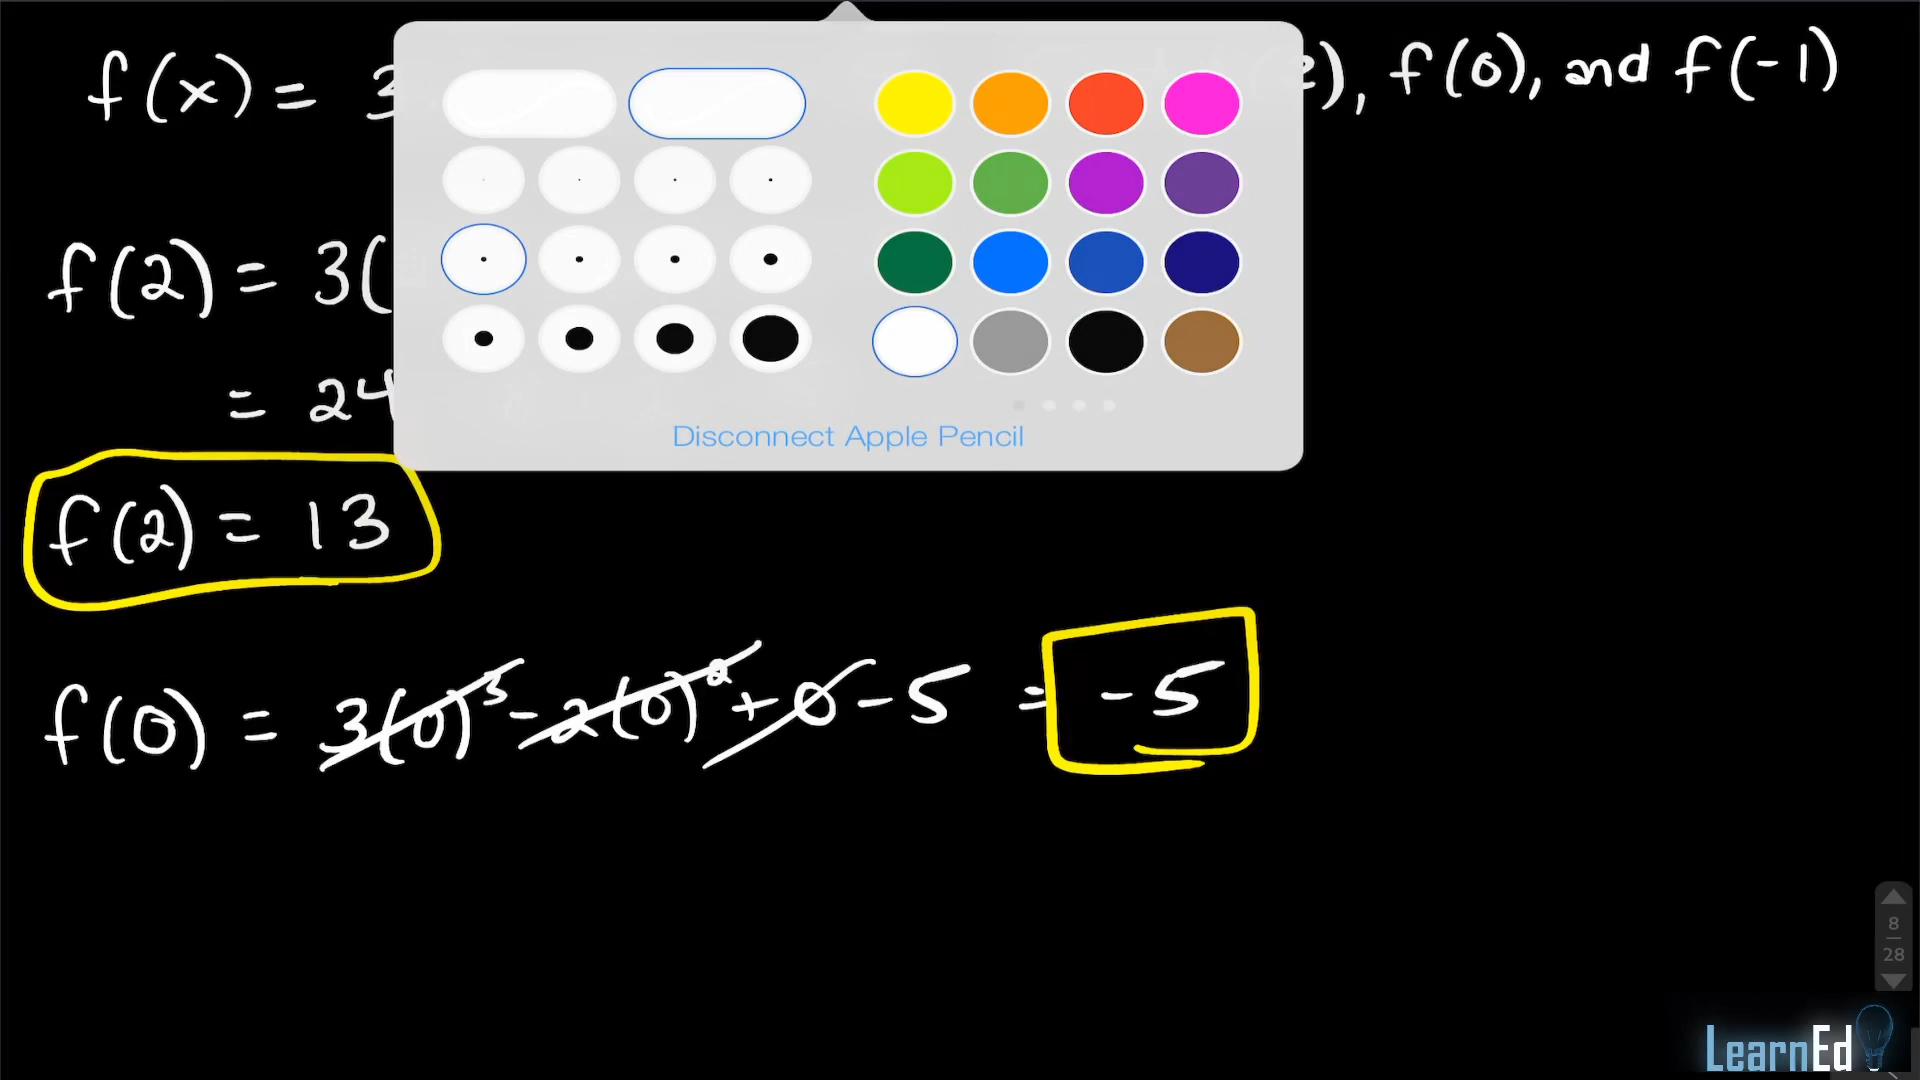 f(x) = 3
), f(0), and f(-1)
f(2) = 3(
= 24
Disconnect Apple Pencil
f(2) = 13
f(0) = 3(0)³ - 2(0)² + 0 - 5 = -5
8
28
LearnEd